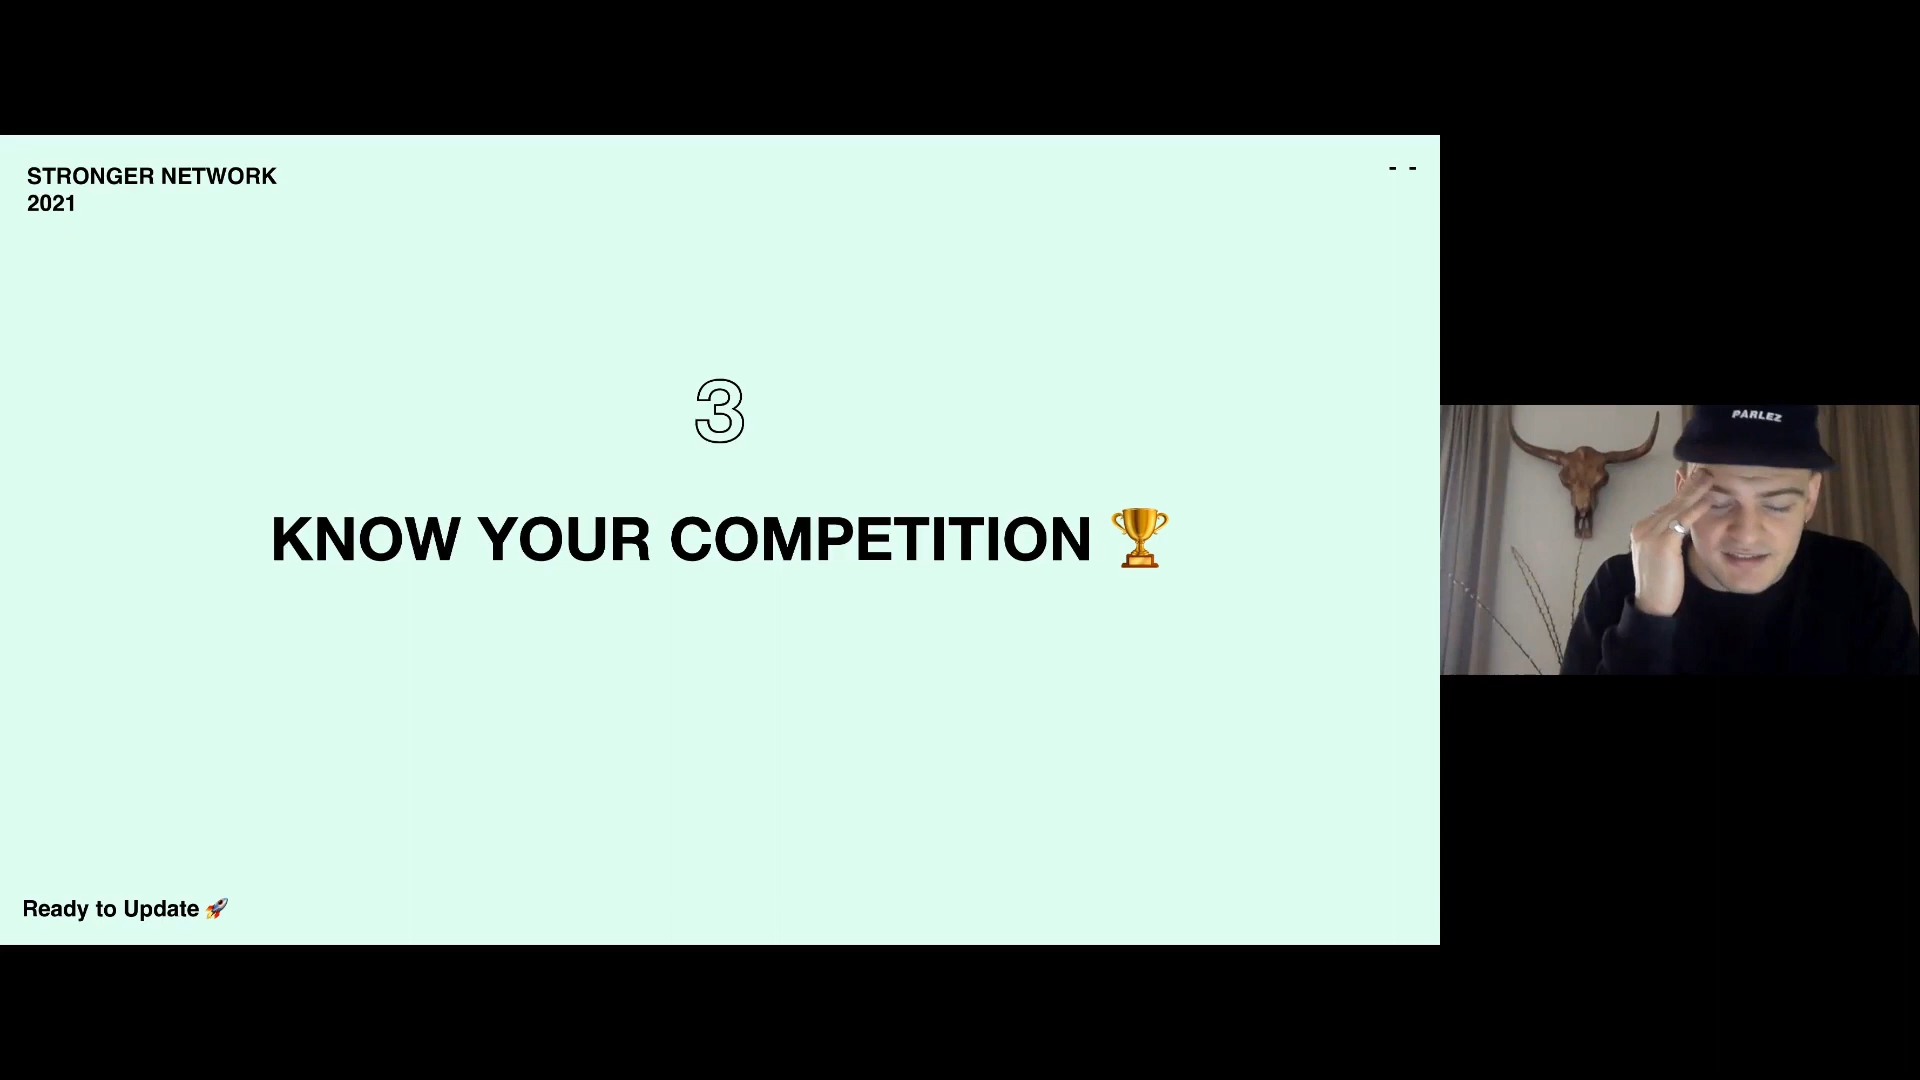 STRONGER NETWORK
2021
- -
3
KNOW YOUR COMPETITION 🏆
Ready to Update 🚀
PARLEZ